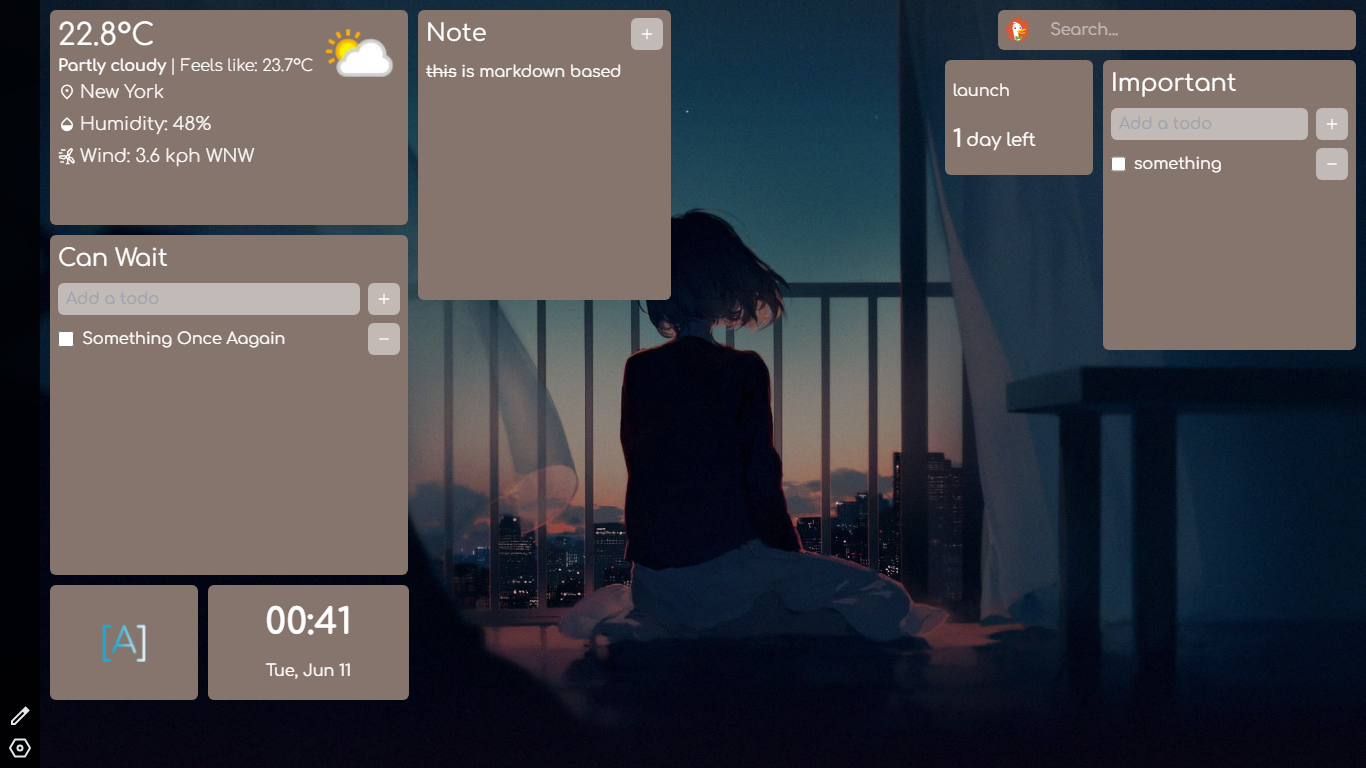 22.8°C
Partly cloudy | Feels like: 23.7°C
New York
Humidity: 48%
Wind: 3.6 kph WNW
Can Wait
Add a todo
+
Something Once Aagain
−
[A]
00:41
Tue, Jun 11
Note
+
this is markdown based
Search...
launch
1 day left
Important
Add a todo
+
something
−